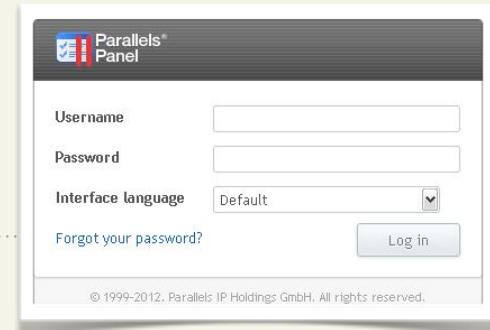 Parallels®
Panel
Username
Password
Interface language Default
Forgot your password? Log in
© 1999-2012. Parallels IP Holdings GmbH. All rights reserved.